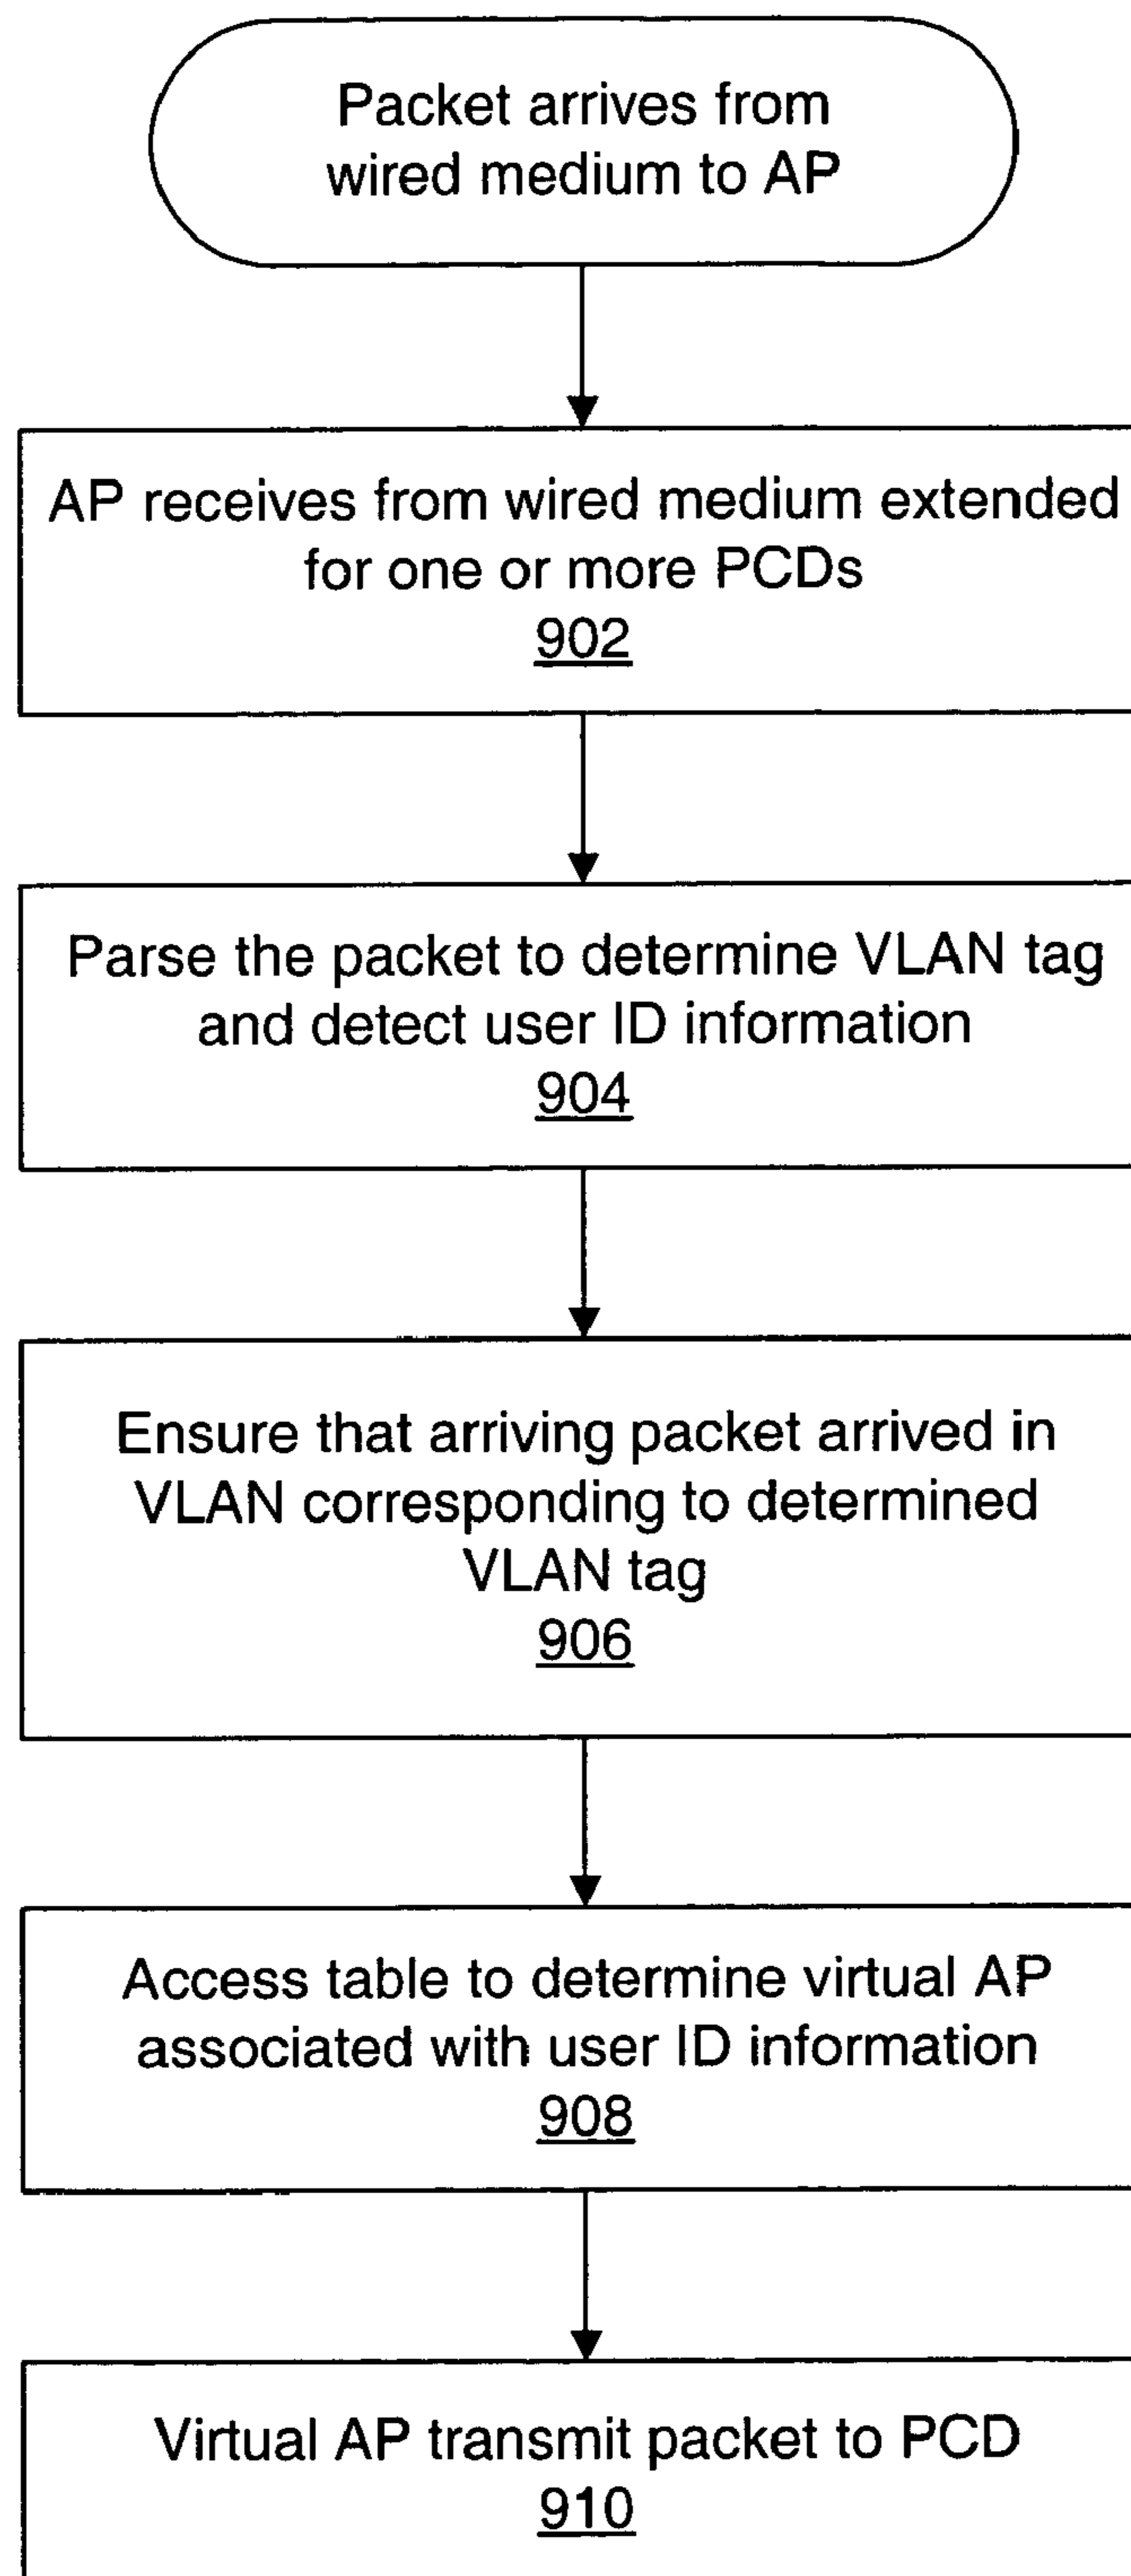 Packet arrives from
wired medium to AP
AP receives from wired medium extended
for one or more PCDs
902
Parse the packet to determine VLAN tag
and detect user ID information
904
Ensure that arriving packet arrived in
VLAN corresponding to determined
VLAN tag
906
Access table to determine virtual AP
associated with user ID information
908
Virtual AP transmit packet to PCD
910